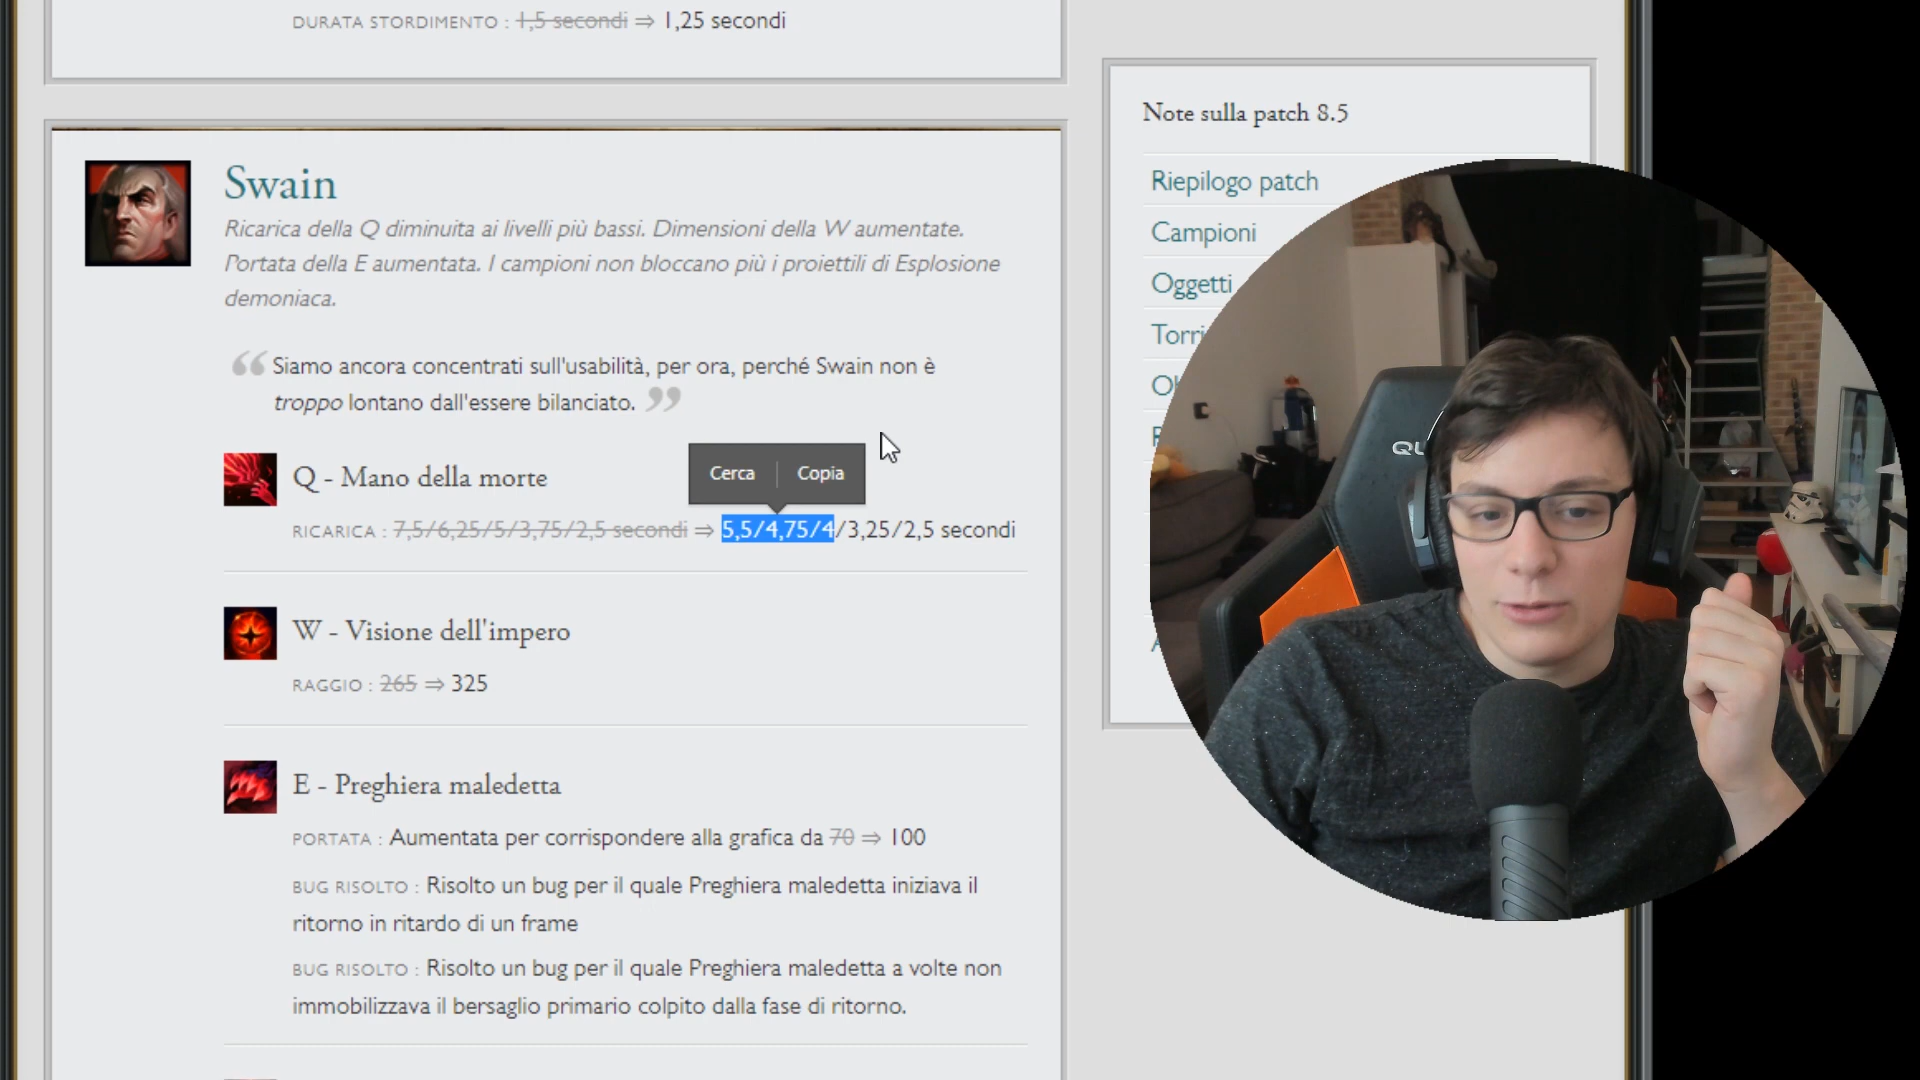 DURATA STORDIMENTO : 1,5 secondi ⇒ 1,25 secondi
Swain
Ricarica della Q diminuita ai livelli più bassi. Dimensioni della W aumentate.
Portata della E aumentata. I campioni non bloccano più i proiettili di Esplosione
demoniaca.
“ Siamo ancora concentrati sull'usabilità, per ora, perché Swain non è
troppo lontano dall'essere bilanciato. ”
Cerca | Copia
Q - Mano della morte
RICARICA : 7,5/6,25/5/3,75/2,5 secondi ⇒ 5,5/4,75/4/3,25/2,5 secondi
W - Visione dell'impero
RAGGIO : 265 ⇒ 325
E - Preghiera maledetta
PORTATA : Aumentata per corrispondere alla grafica da 70 ⇒ 100
BUG RISOLTO : Risolto un bug per il quale Preghiera maledetta iniziava il
ritorno in ritardo di un frame
BUG RISOLTO : Risolto un bug per il quale Preghiera maledetta a volte non
immobilizzava il bersaglio primario colpito dalla fase di ritorno.
Note sulla patch 8.5
Riepilogo patch
Campioni
Oggetti
Torri